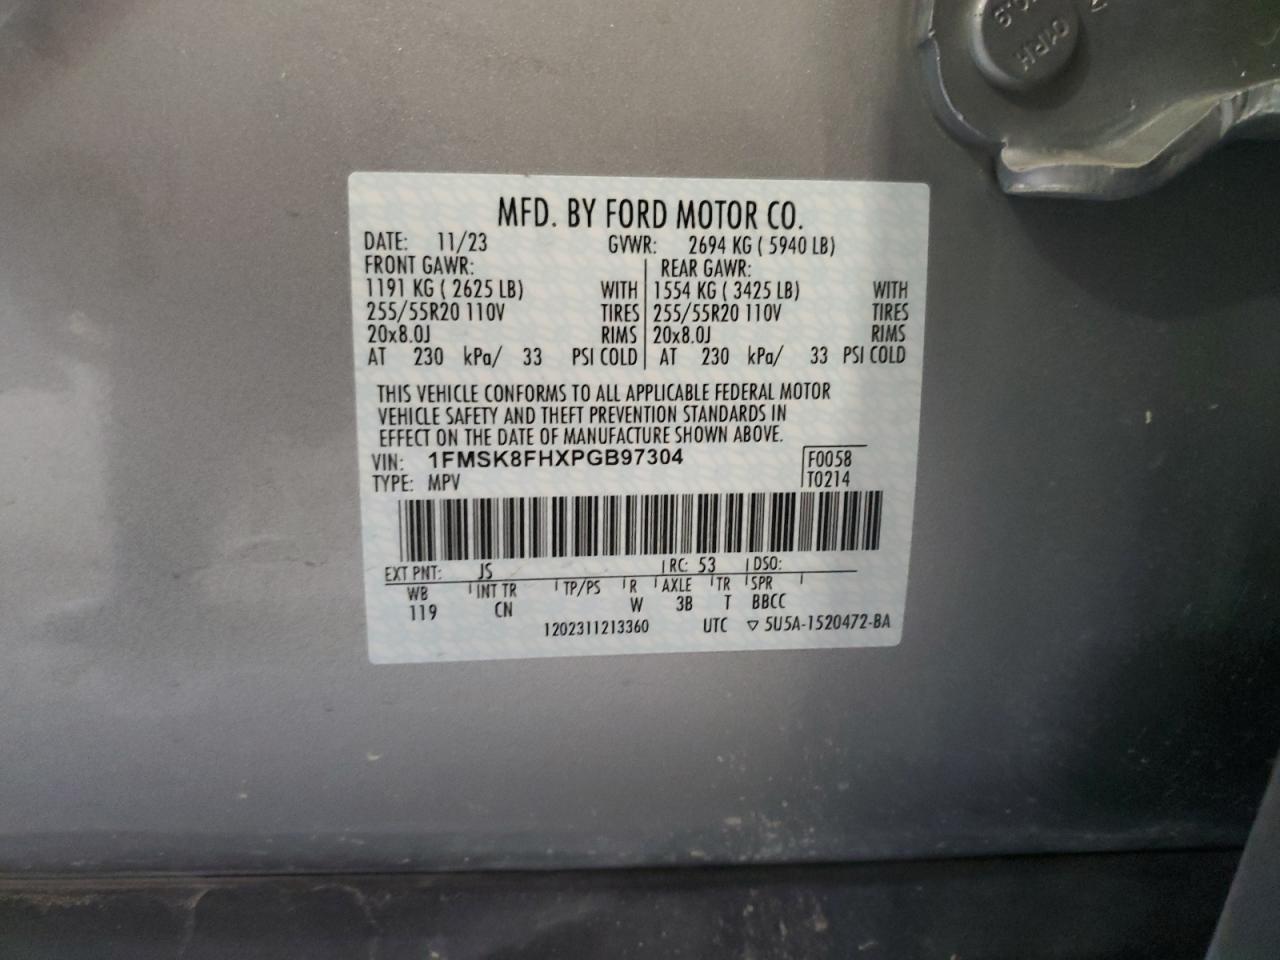 MFD. BY FORD MOTOR CO.
DATE: 11/23 GVWR: 2694 KG ( 5940 LB)
FRONT GAWR: REAR GAWR:
1191 KG ( 2625 LB) WITH 1554 KG ( 3425 LB) WITH
255/55R20 110V TIRES 255/55R20 110V TIRES
20x8.0J RIMS 20x8.0J RIMS
AT 230 kPa/ 33 PSI COLD AT 230 kPa/ 33 PSI COLD
THIS VEHICLE CONFORMS TO ALL APPLICABLE FEDERAL MOTOR
VEHICLE SAFETY AND THEFT PREVENTION STANDARDS IN
EFFECT ON THE DATE OF MANUFACTURE SHOWN ABOVE.
VIN: 1FMSK8FHXPGB97304 F0058
TYPE: MPV T0214
EXT PNT: JS RC: 53 DSO:
WB INT TR TP/PS R AXLE TR SPR
119 CN W 3B T BBCC
1202311213360 UTC ▽ 5U5A-1520472-BA